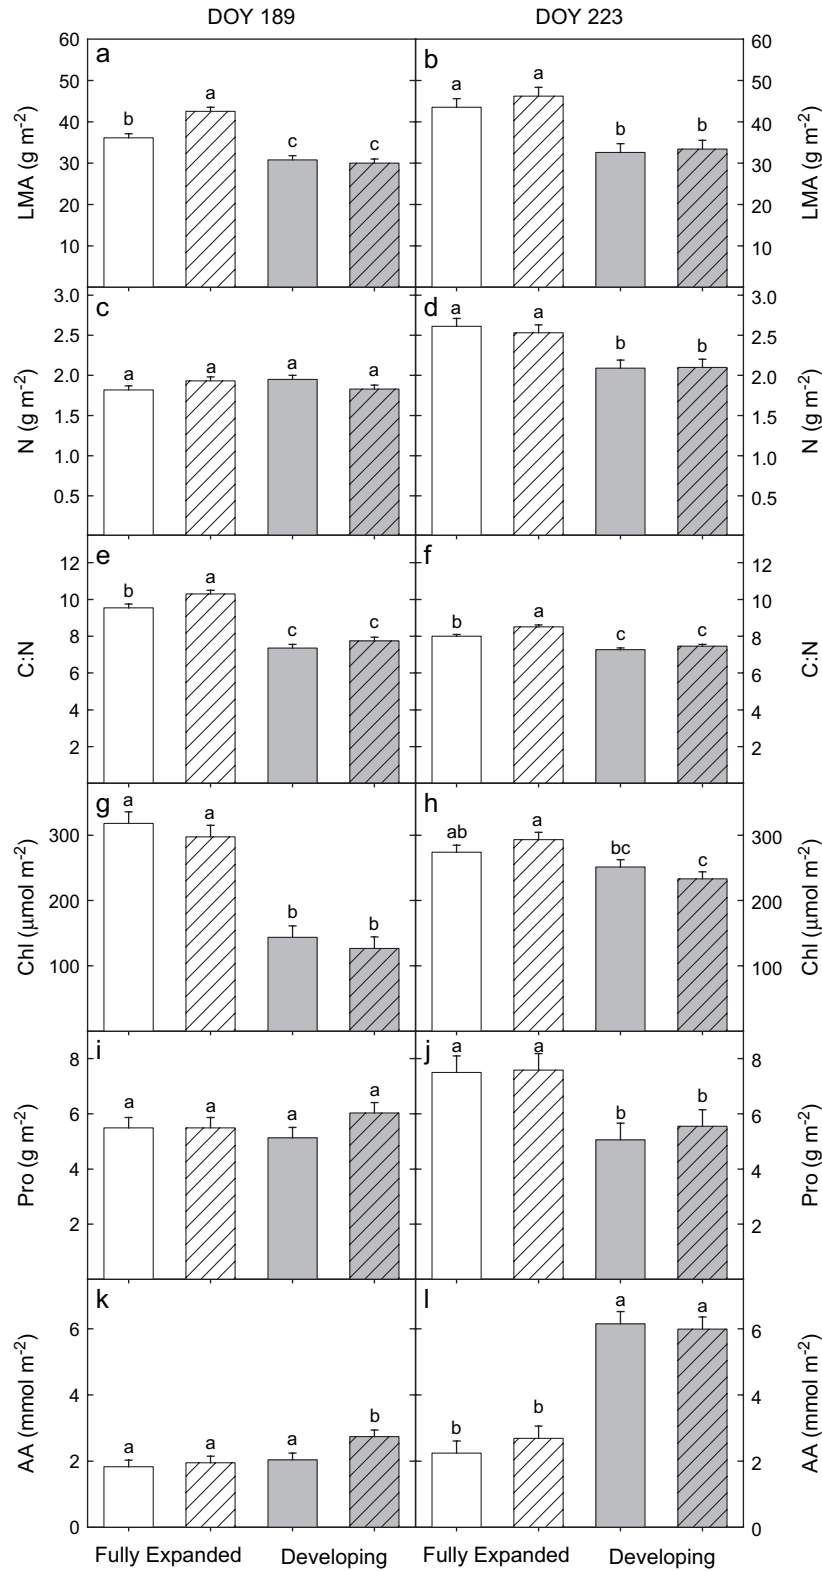 DOY 189 DOY 223
a b
60 60
50 50
40 40
30 30
20 20
10 10
LMA (g m-2) LMA (g m-2)
b a c c a a b b
c d
3.0 3.0
2.5 2.5
2.0 2.0
1.5 1.5
1.0 1.0
0.5 0.5
N (g m-2) N (g m-2)
a a a a a a b b
e f
12 12
10 10
8 8
6 6
4 4
2 2
C:N C:N
b a c c b a c c
g h
300 300
200 200
100 100
Chl (μmol m-2) Chl (μmol m-2)
a a b b ab a bc c
i j
8 8
6 6
4 4
2 2
Pro (g m-2) Pro (g m-2)
a a a a a a b b
k l
6 6
4 4
2 2
0 0
AA (mmol m-2) AA (mmol m-2)
a a a b b b a a
Fully Expanded Developing Fully Expanded Developing